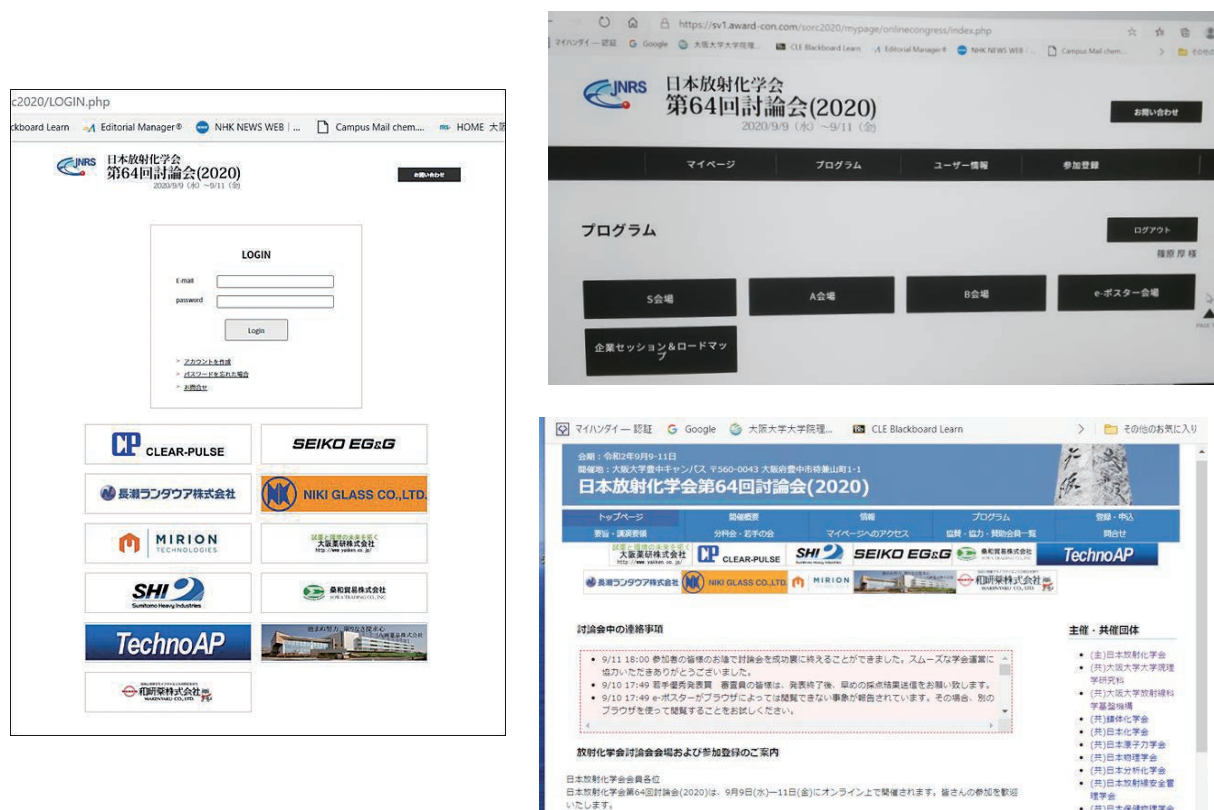 c2020/LOGIN.php
ckboard Learn Editorial Manager® NHK NEWS WEB | ... Campus Mail chem.... HOME 大阪
JNRS
日本放射化学会
第64回討論会(2020)
2020/9/9 (水) ~9/11 (金)
お問い合わせ
LOGIN
E-mail
password
Login
> アカウントを作成
> パスワードを忘れた場合
> お問合せ
CP CLEAR-PULSE
SEIKO EG&G
長瀬ランダウア株式会社
NIKI GLASS CO.,LTD.
MIRION
TECHNOLOGIES
大阪薬研株式会社
http://www.yakken.co.jp/
SHI
Sumitomo Heavy Industries
桑和貿易株式会社
TechnoAP
和研薬株式会社
WAKENYAKU CO., LTD
https://sv1.award-con.com/sorc2020/mypage/onlinecongress/index.php
マイハンダイ — 認証 Google 大阪大学大学院理... CLE Blackboard Learn Editorial Manager® NHK NEWS WEB | ... Campus Mail chem.... > その他の
JNRS
日本放射化学会
第64回討論会(2020)
2020/9/9 (水) ~9/11 (金)
お問い合わせ
マイページ プログラム ユーザー情報 参加登録
プログラム
ログアウト
篠原 厚 様
S会場 A会場 B会場 e-ポスター会場
企業セッション&ロードマッ
プ
マイハンダイ — 認証 Google 大阪大学大学院理... CLE Blackboard Learn > その他のお気に入り
会期：令和2年9月9-11日
開催地：大阪大学豊中キャンパス 〒560-0043 大阪府豊中市待兼山町1-1
日本放射化学会第64回討論会(2020)
トップページ 開催概要 情報 プログラム 登録・申込
要旨・講演要領 分科会・若手の会 マイページへのアクセス 協賛・協力・賛助会員一覧 問合せ
大阪薬研株式会社 CP CLEAR-PULSE SHI SEIKO EG&G 桑和貿易株式会社 TechnoAP
長瀬ランダウア株式会社 NIKI GLASS CO.,LTD. MIRION 和研薬株式会社
討論会中の連絡事項
• 9/11 18:00 参加者の皆様のお陰で討論会を成功裏に終えることができました。スムーズな学会運営に
協力いただきありがとうございました。
• 9/10 17:49 若手優秀発表賞 審査員の皆様は、発表終了後、早めの採点結果送信をお願い致します。
• 9/10 17:49 e-ポスターがブラウザによっては閲覧できない事象が報告されています。その場合、別の
ブラウザを使って閲覧することをお試しください。
放射化学会討論会会場および参加登録のご案内
日本放射化学会会員各位
日本放射化学会第64回討論会(2020)は、9月9日(水)—11日(金)にオンライン上で開催されます。皆さんの参加を歓迎
いたします。
主催・共催団体
• (主)日本放射化学会
• (共)大阪大学大学院理
学研究科
• (共)大阪大学放射線科
学基盤機構
• (共)錯体化学会
• (共)日本化学会
• (共)日本原子力学会
• (共)日本物理学会
• (共)日本分析化学会
• (共)日本放射線安全管
理学会
• (共)日本保健物理学会